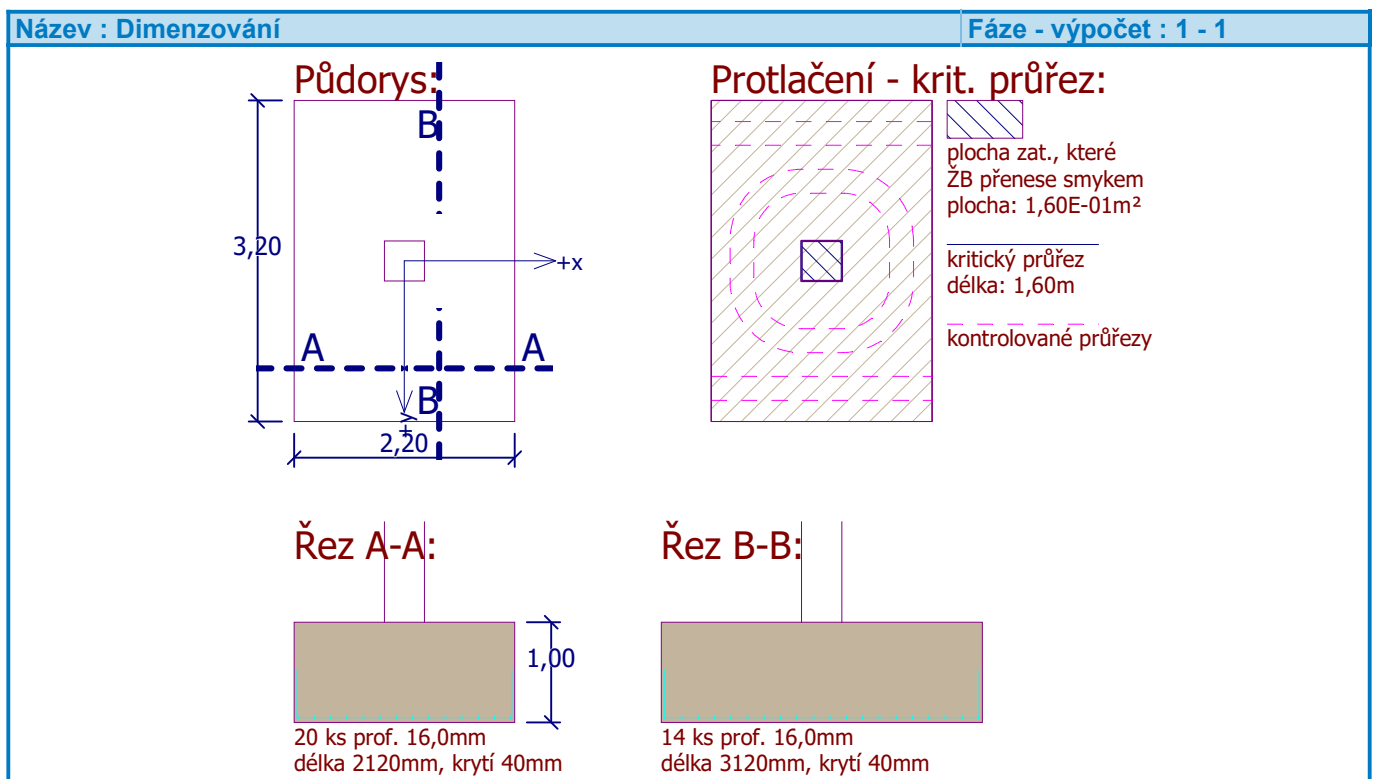 Název : Dimenzování
Fáze - výpočet : 1 - 1
Půdorys:
Protlačení - krit. průřez:
B
plocha zat., které
ŽB přenese smykem
plocha: 1,60E-01m²
3,20
+x
kritický průřez
délka: 1,60m
kontrolované průřezy
A
A
B
+y
2,20
Řez A-A:
Řez B-B:
1,00
20 ks prof. 16,0mm
délka 2120mm, krytí 40mm
14 ks prof. 16,0mm
délka 3120mm, krytí 40mm